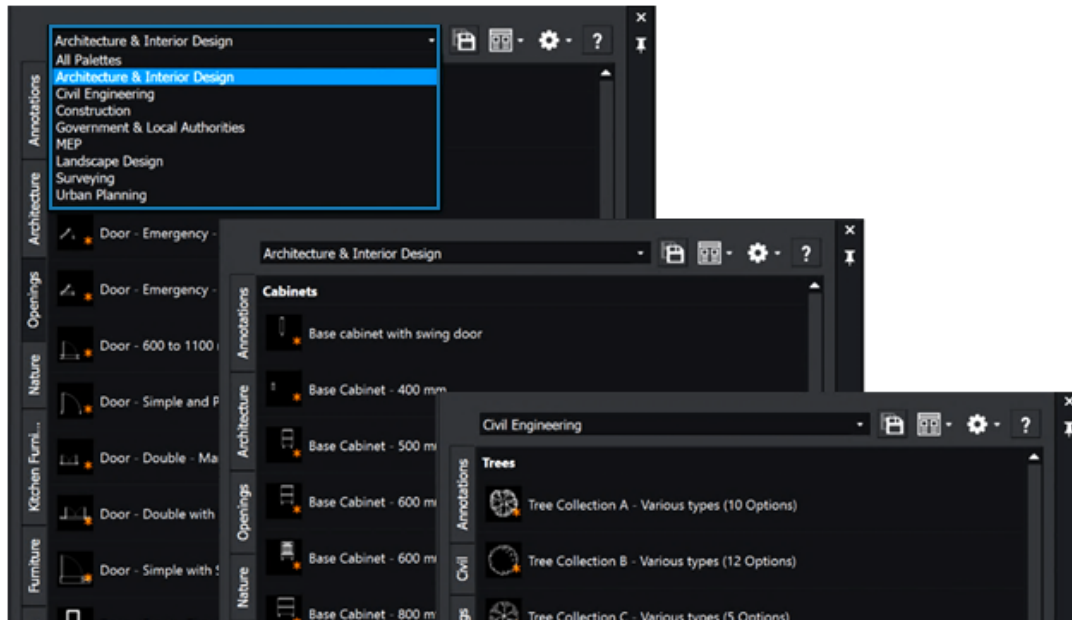 Architecture & Interior Design
All Palettes
Architecture & Interior Design
Civil Engineering
Construction
Government & Local Authorities
MEP
Landscape Design
Surveying
Urban Planning
?
Annotations
Architecture
Openings
Nature
Kitchen Furni...
Furniture
Door - Emergency -
Door - Emergency -
Door - 600 to 1100
Door - Simple and P
Door - Double - Ma
Door - Double with
Door - Simple with S
Architecture & Interior Design
?
Annotations
Architecture
Openings
Nature
Cabinets
Base cabinet with swing door
Base Cabinet - 400 mm
Base Cabinet - 500 m
Base Cabinet - 600 m
Base Cabinet - 600 m
Base Cabinet - 800 m
Civil Engineering
?
Annotations
Civil
Trees
Tree Collection A - Various types (10 Options)
Tree Collection B - Various types (12 Options)
Tree Collection C - Various types (5 Options)